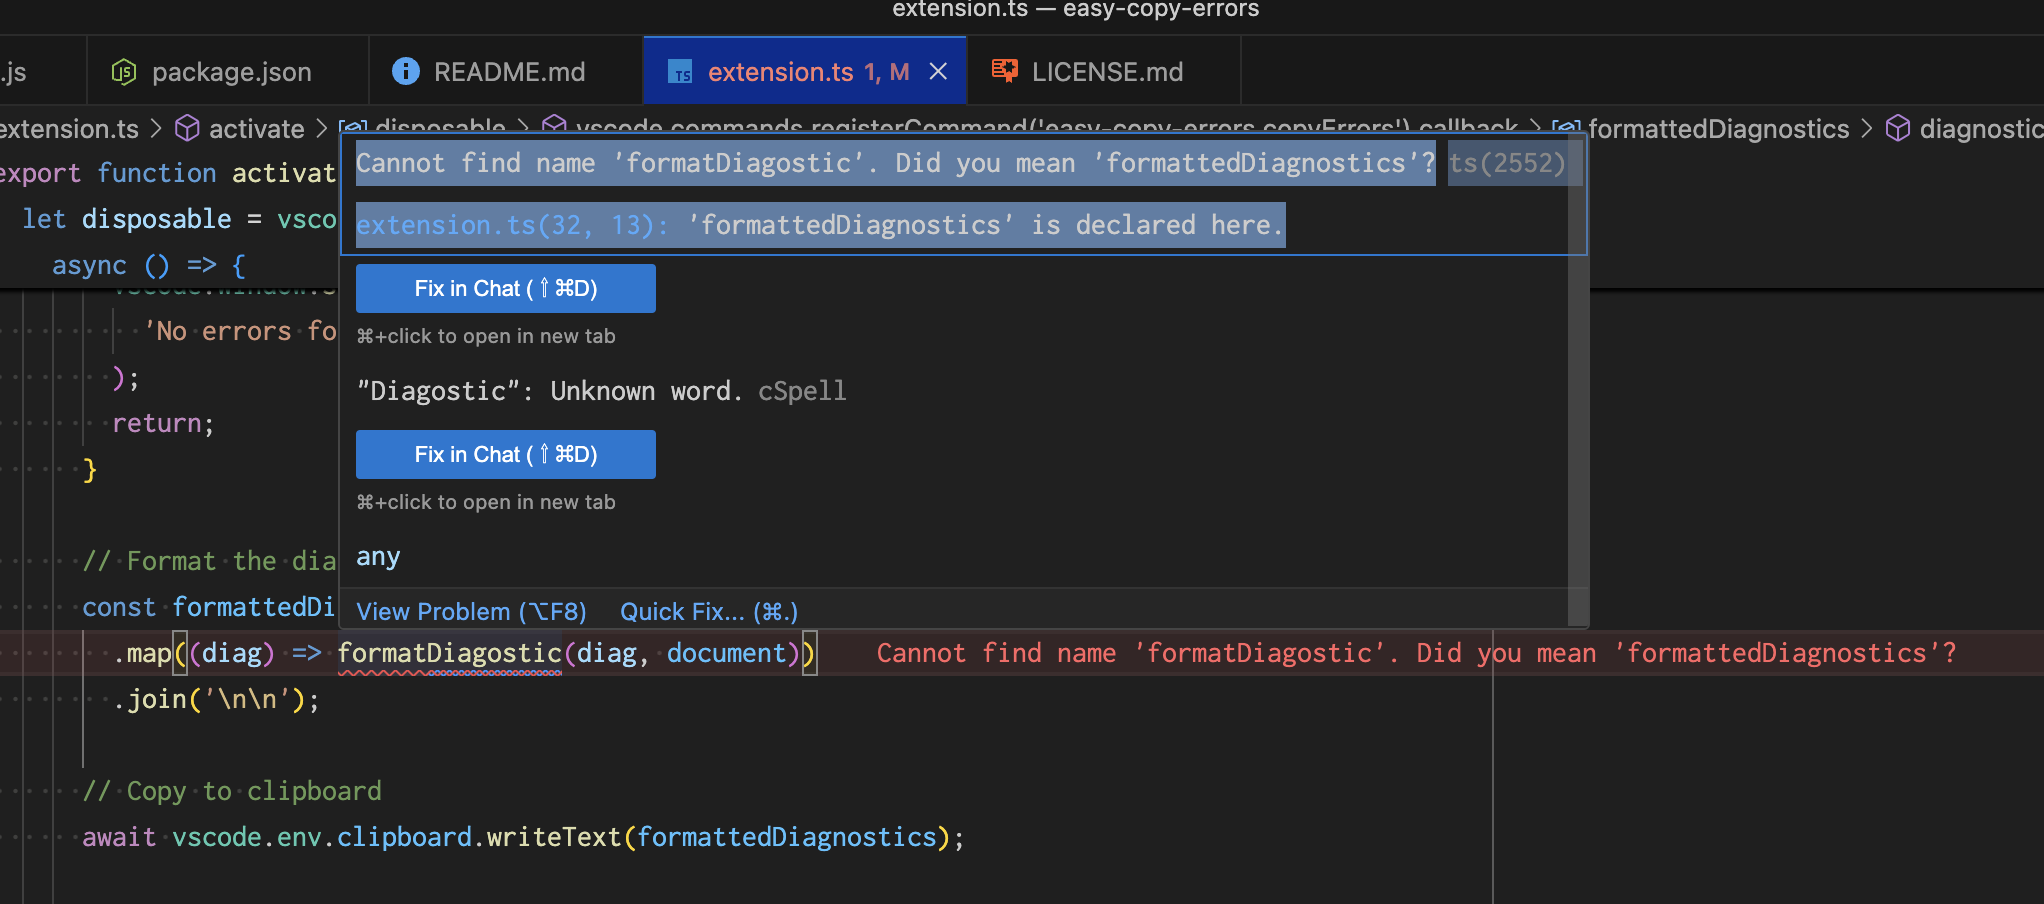 extension.ts — easy-copy-errors
.js package.json README.md extension.ts 1, M LICENSE.md
extension.ts > activate > disposable > vscode.commands.registerCommand('easy-copy-errors.copyErrors') callback > formattedDiagnostics > diagnostic
export function activat
let disposable = vsco
async () => {
Cannot find name 'formatDiagostic'. Did you mean 'formattedDiagnostics'? ts(2552)
extension.ts(32, 13): 'formattedDiagnostics' is declared here.
Fix in Chat (⇧⌘D)
⌘+click to open in new tab
"Diagostic": Unknown word. cSpell
Fix in Chat (⇧⌘D)
⌘+click to open in new tab
any
View Problem (⌥F8) Quick Fix... (⌘.)
vscode.window.s
'No errors fo
);
return;
}
// Format the dia
const formattedDi
.map((diag) => formatDiagostic(diag, document)) Cannot find name 'formatDiagostic'. Did you mean 'formattedDiagnostics'?
.join('\n\n');
// Copy to clipboard
await vscode.env.clipboard.writeText(formattedDiagnostics);